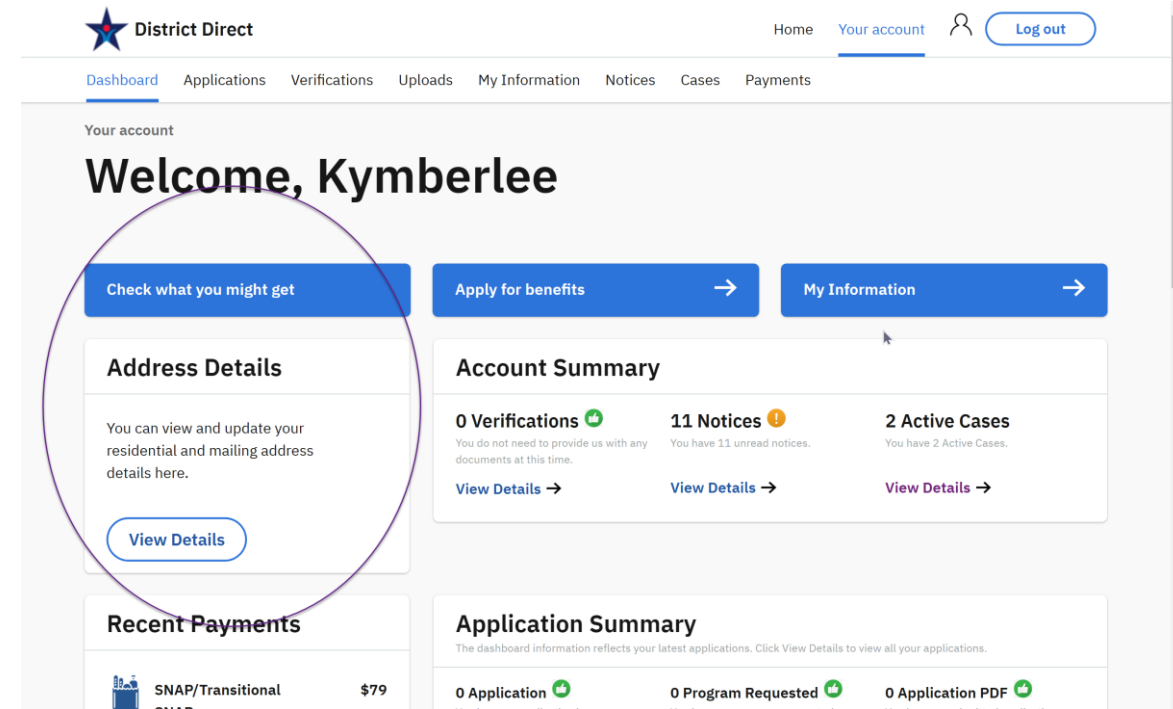 District Direct
Home
Your account
Log out
Dashboard
Applications
Verifications
Uploads
My Information
Notices
Cases
Payments
Your account
Welcome, Kymberlee
Check what you might get
Apply for benefits
My Information
Address Details
You can view and update your
residential and mailing address
details here.
View Details
Account Summary
0 Verifications
You do not need to provide us with any
documents at this time.
View Details
11 Notices
You have 11 unread notices.
View Details
2 Active Cases
You have 2 Active Cases.
View Details
Recent Payments
SNAP/Transitional
$79
Application Summary
The dashboard information reflects your latest applications. Click View Details to view all your applications.
0 Application
0 Program Requested
0 Application PDF